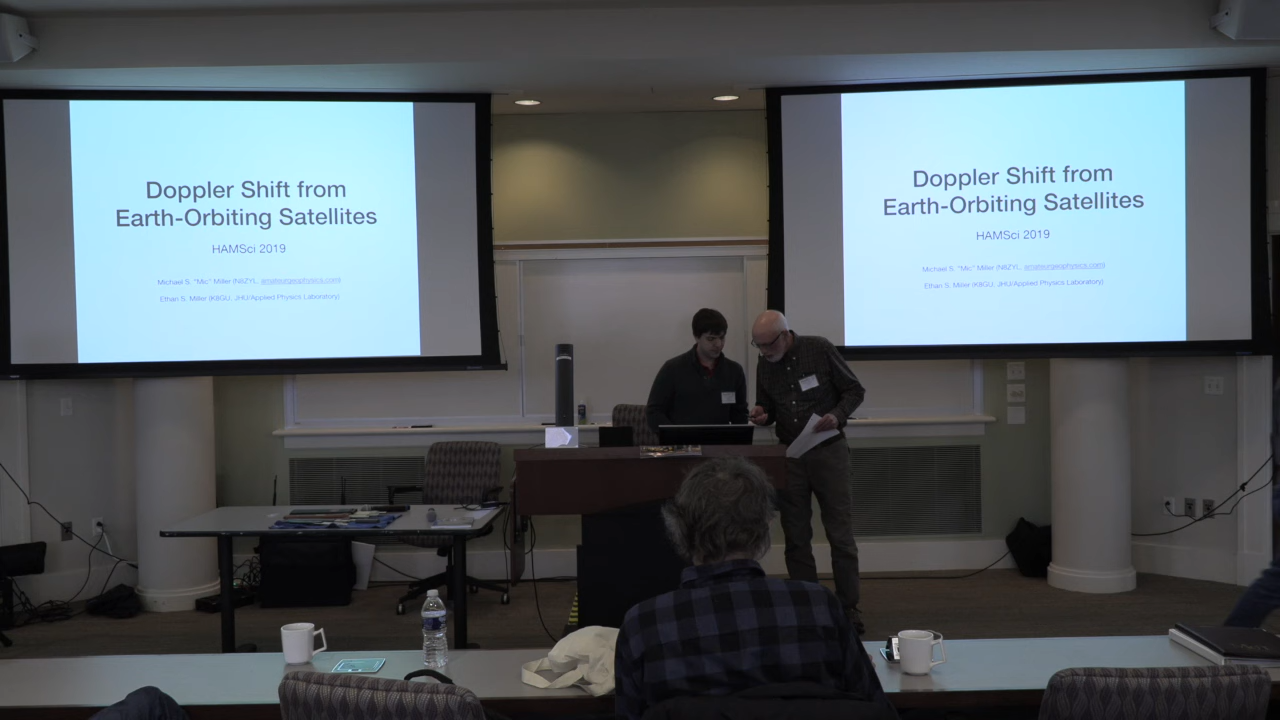 Doppler Shift from
Earth-Orbiting Satellites
HAMSci 2019
Michael S. "Mic" Miller (N8ZYL, amateurgeophysics.com)
Ethan S. Miller (K8GU, JHU/Applied Physics Laboratory)
Doppler Shift from
Earth-Orbiting Satellites
HAMSci 2019
Michael S. "Mic" Miller (N8ZYL, amateurgeophysics.com)
Ethan S. Miller (K8GU, JHU/Applied Physics Laboratory)